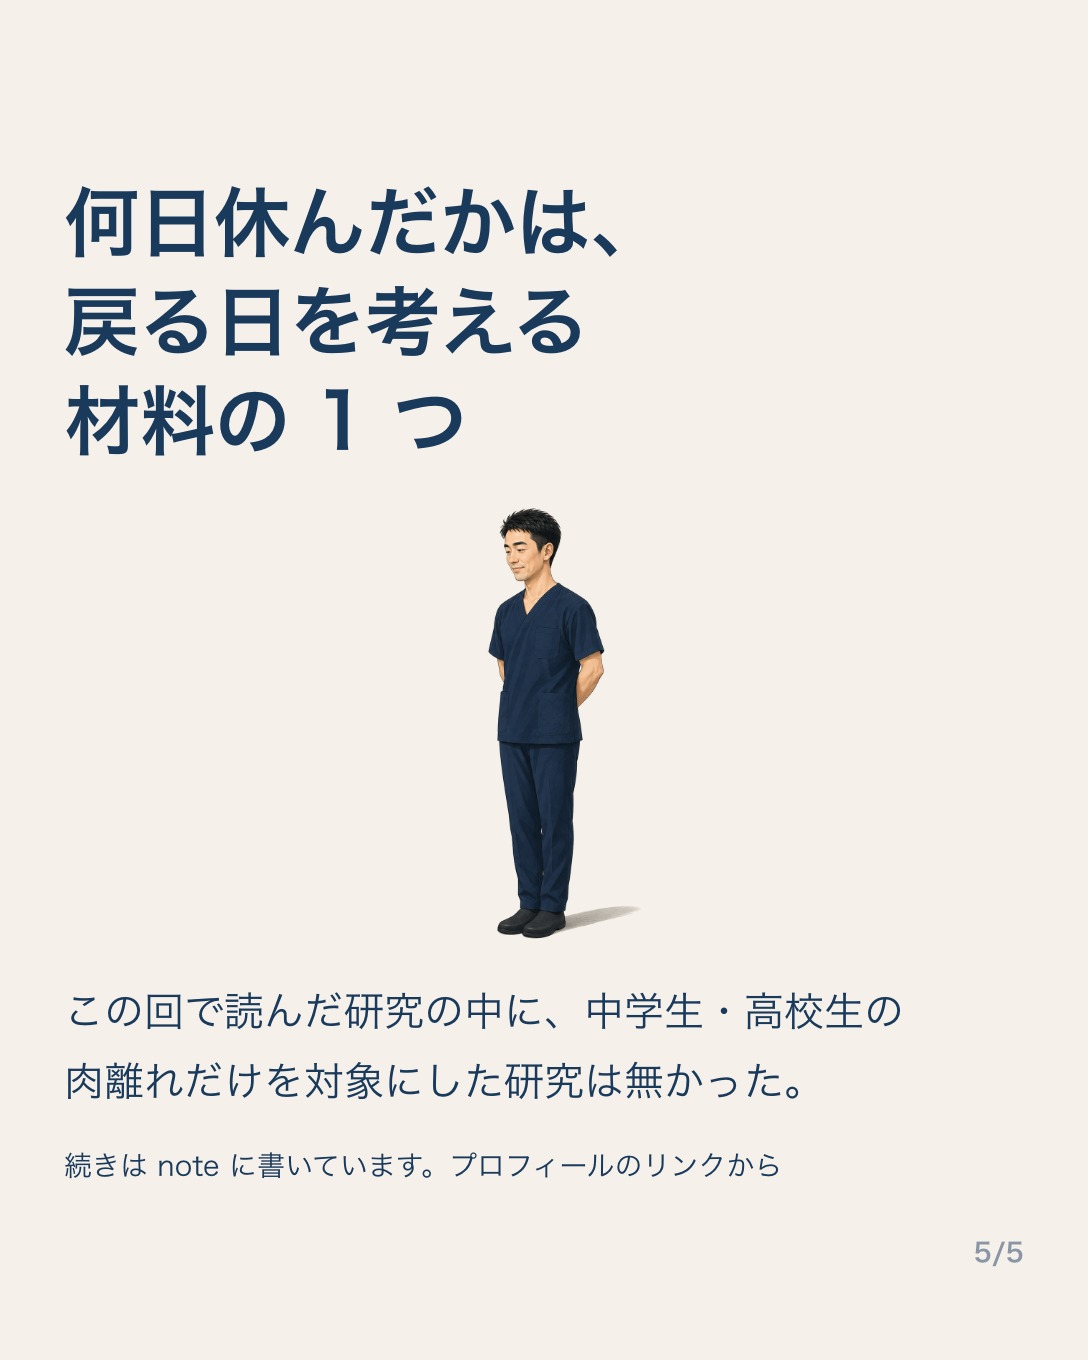 何日休んだかは、
戻る日を考える
材料の 1 つ
この回で読んだ研究の中に、中学生・高校生の
肉離れだけを対象にした研究は無かった。
続きは note に書いています。プロフィールのリンクから
5/5